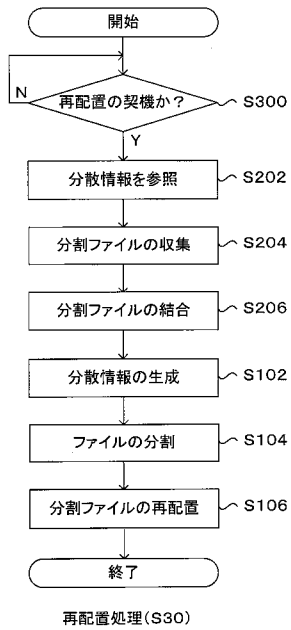 開始
N
再配置の契機か?
S300
Y
分散情報を参照
S202
分割ファイルの収集
S204
分割ファイルの結合
S206
分散情報の生成
S102
ファイルの分割
S104
分割ファイルの再配置
S106
終了
再配置処理(S30)